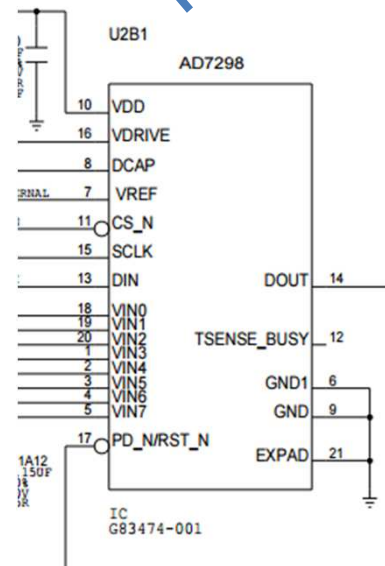 U2B1
AD7298
10 VDD
16 VDRIVE
8 DCAP
RNAL 7 VREF
11 CS_N
15 SCLK
13 DIN DOUT 14
18 VIN0
19 VIN1
20 VIN2 TSENSE_BUSY 12
1 VIN3
2 VIN4
3 VIN5 GND1 6
4 VIN6
5 VIN7 GND 9
17 PD_N/RST_N
EXPAD 21
1A12
15UF
0%
IC
G83474-001